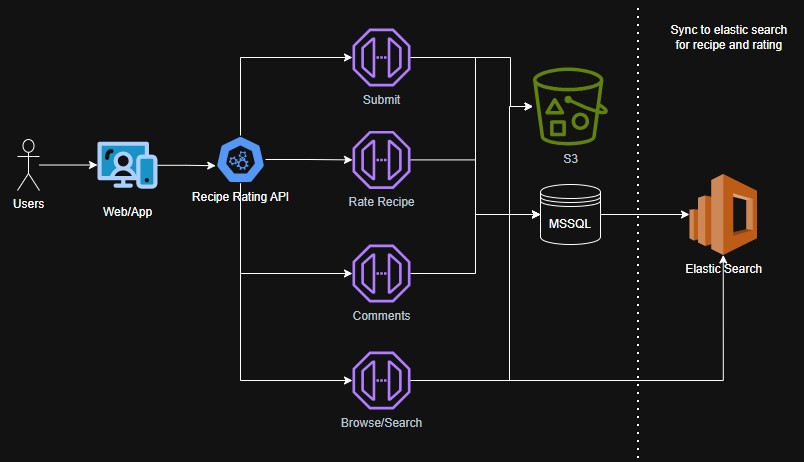 Sync to elastic search
for recipe and rating
Submit
S3
Users
Web/App
Recipe Rating API
Rate Recipe
MSSQL
Elastic Search
Comments
Browse/Search